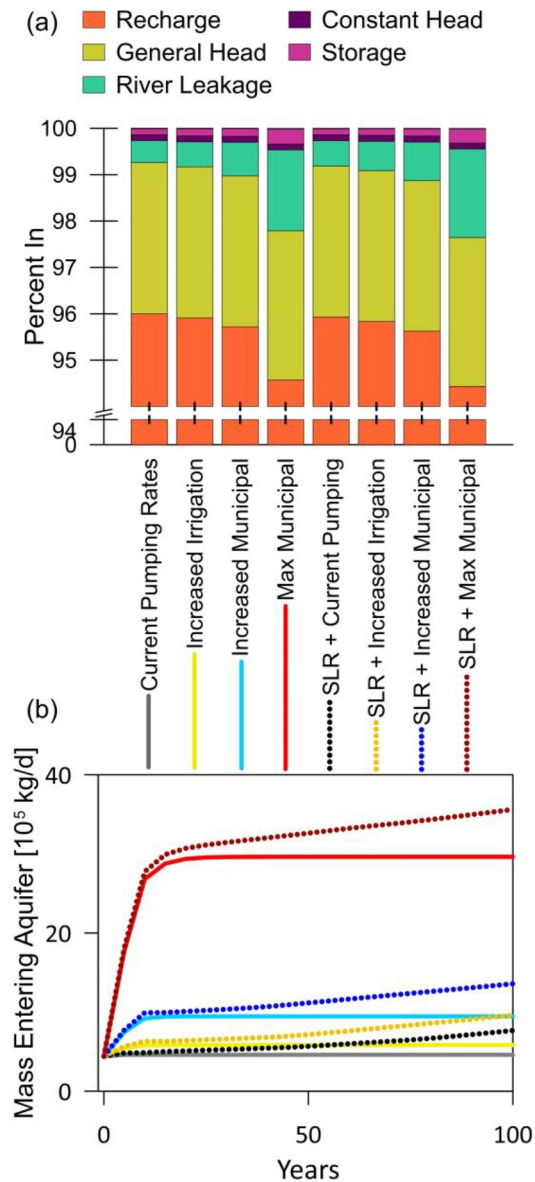 (a)
Recharge
General Head
River Leakage
Constant Head
Storage
Percent In
100
99
98
97
96
95
94
0
Current Pumping Rates
Increased Irrigation
Increased Municipal
Max Municipal
SLR + Current Pumping
SLR + Increased Irrigation
SLR + Increased Municipal
SLR + Max Municipal
(b)
Mass Entering Aquifer [10⁵ kg/d]
40
20
0
0
50
100
Years